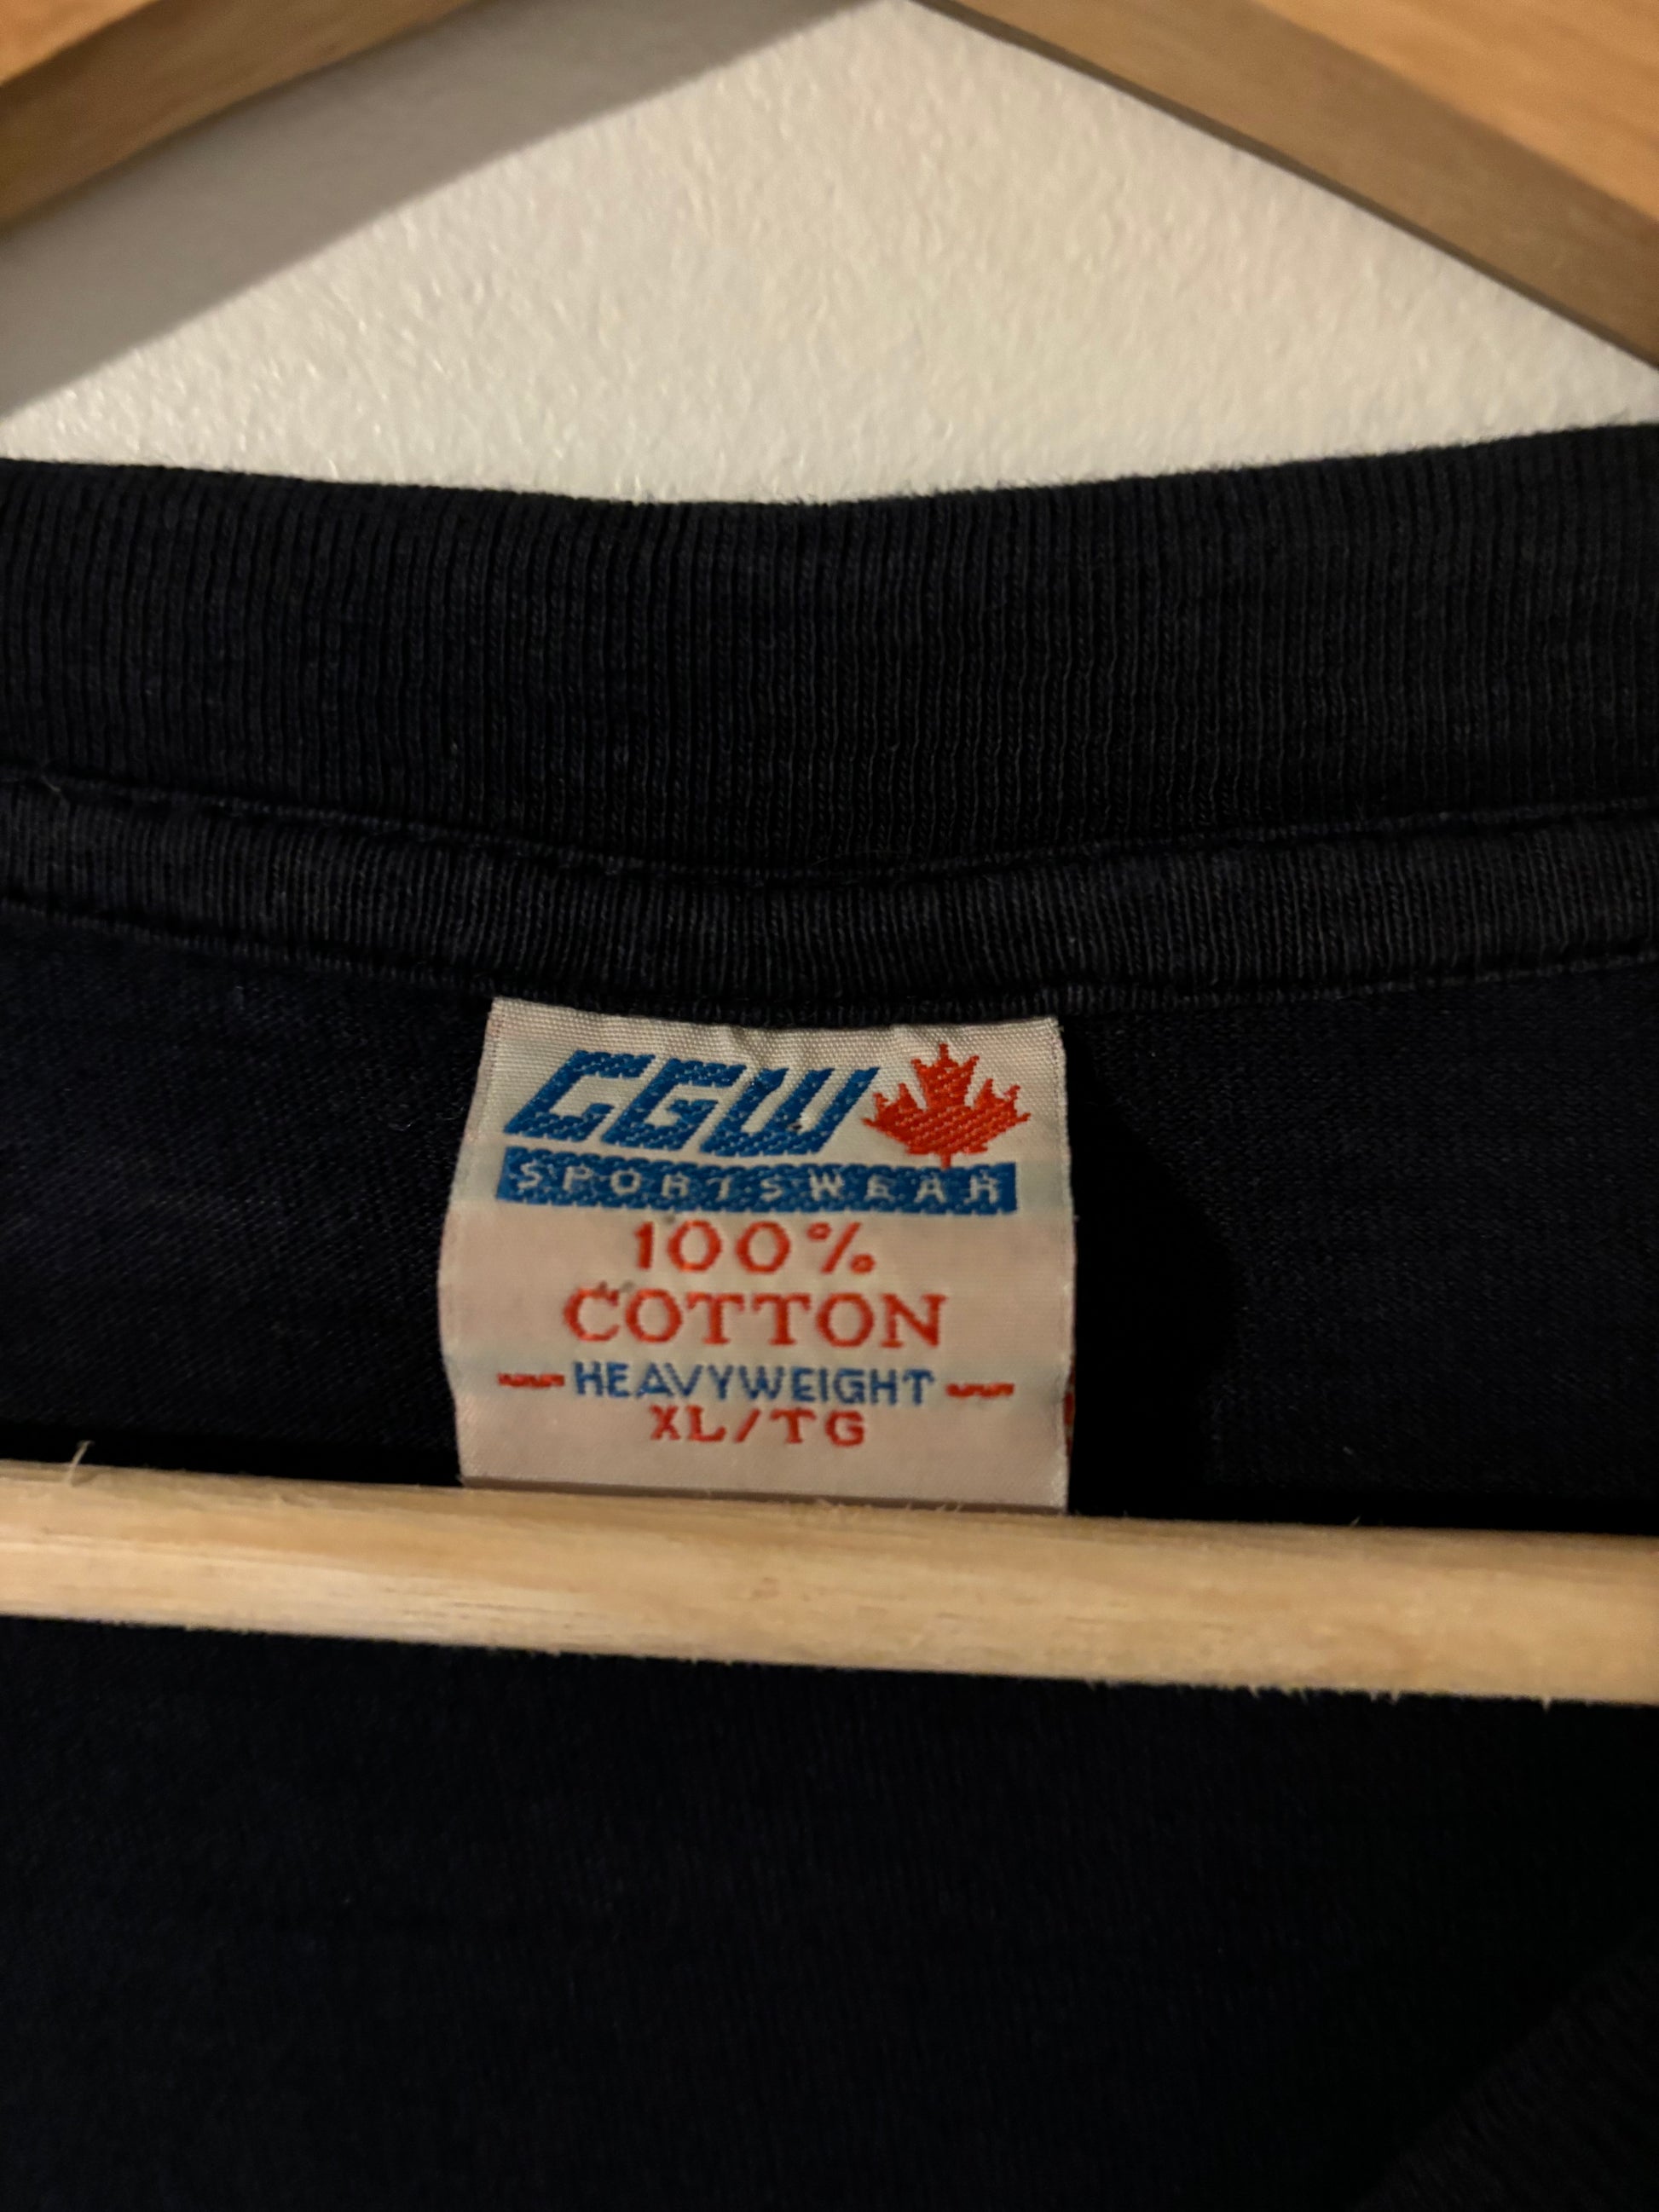 CGW
SPORTSWEAR
100%
COTTON
HEAVYWEIGHT
XL/TG